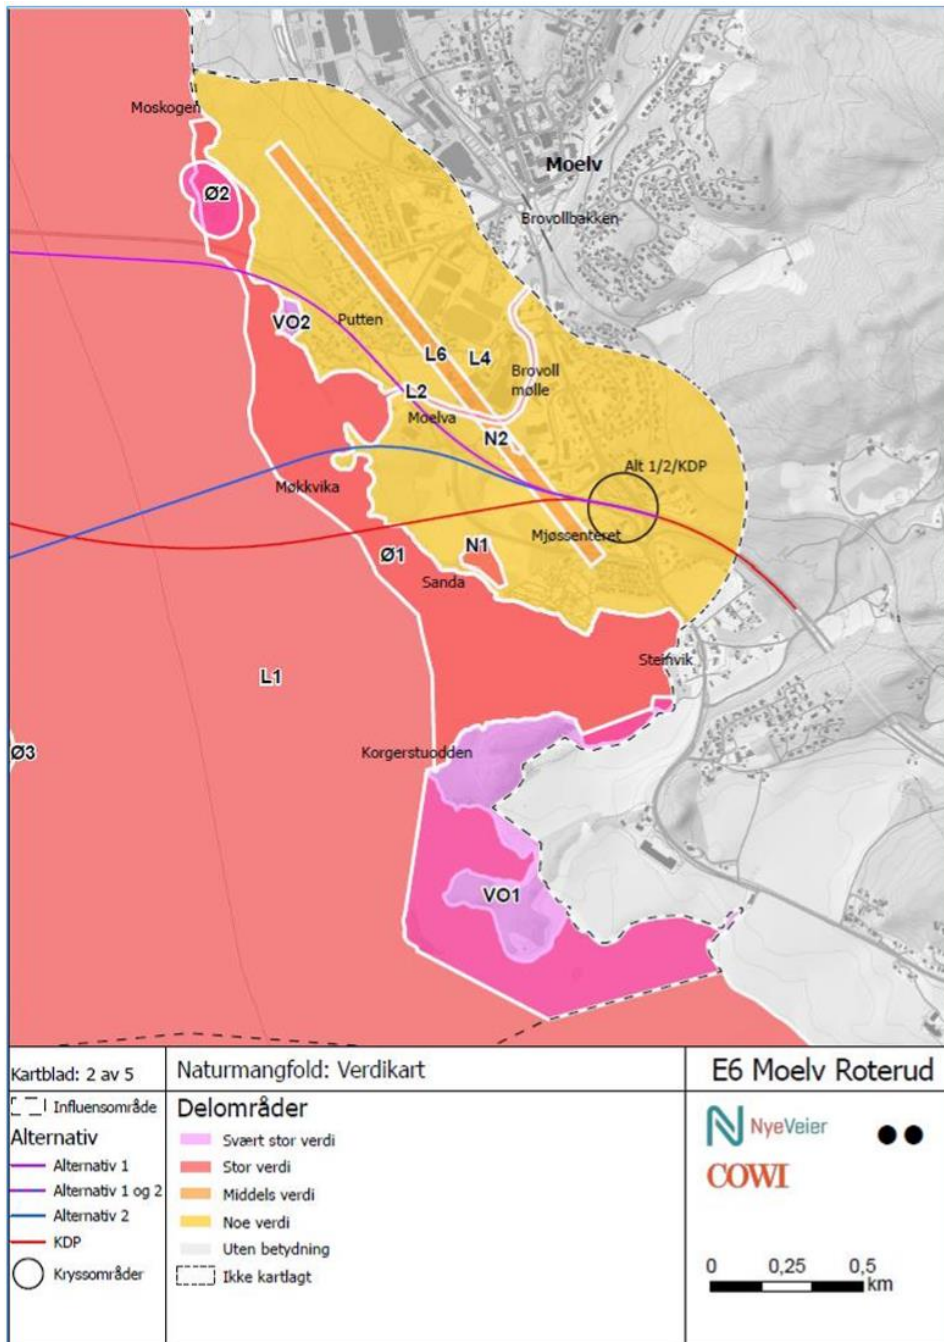 Moskogen
Ø2
Moelv
Brovollbakken
VO2
Putten
L6
L4
Brovoll
mølle
L2
Moelva
N2
Alt 1/2/KDP
Møkkvika
Mjøssenteret
N1
Ø1
Sanda
Steinvik
L1
Ø3
Korgerstuodden
VO1
Kartblad: 2 av 5
Influensområde
Alternativ
Alternativ 1
Alternativ 1 og 2
Alternativ 2
KDP
Kryssområder
Naturmangfold: Verdikart
Delområder
Svært stor verdi
Stor verdi
Middels verdi
Noe verdi
Uten betydning
Ikke kartlagt
E6 Moelv Roterud
NyeVeier
COWI
0 0,25 0,5
km